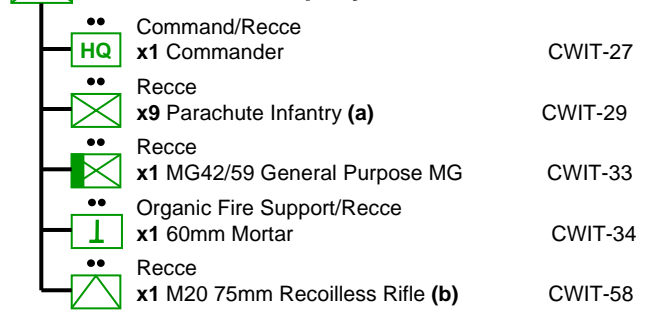 Command/Recce
HQ x1 Commander CWIT-27
Recce
x9 Parachute Infantry (a) CWIT-29
Recce
x1 MG42/59 General Purpose MG CWIT-33
Organic Fire Support/Recce
x1 60mm Mortar CWIT-34
Recce
x1 M20 75mm Recoilless Rifle (b) CWIT-58